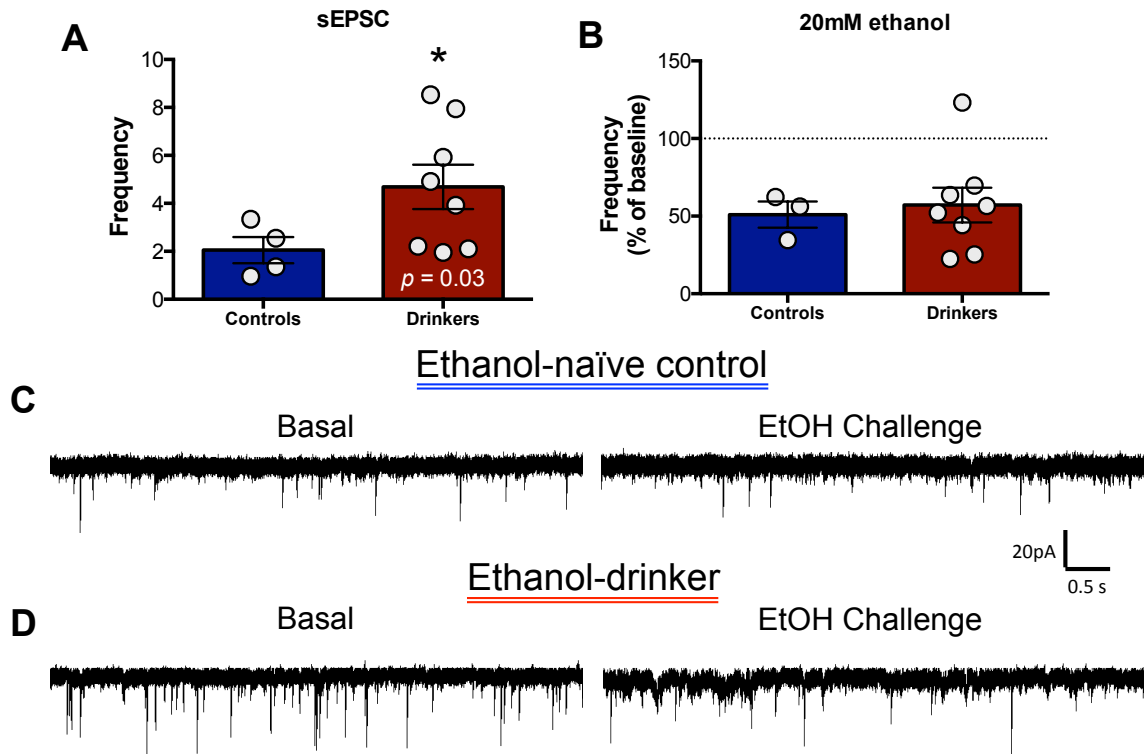 A
sEPSC
Frequency
10
8
6
4
2
0
*
p = 0.03
Controls
Drinkers
B
20mM ethanol
Frequency
(% of baseline)
150
100
50
0
Controls
Drinkers
Ethanol-naïve control
C
Basal
EtOH Challenge
20pA
0.5 s
Ethanol-drinker
D
Basal
EtOH Challenge